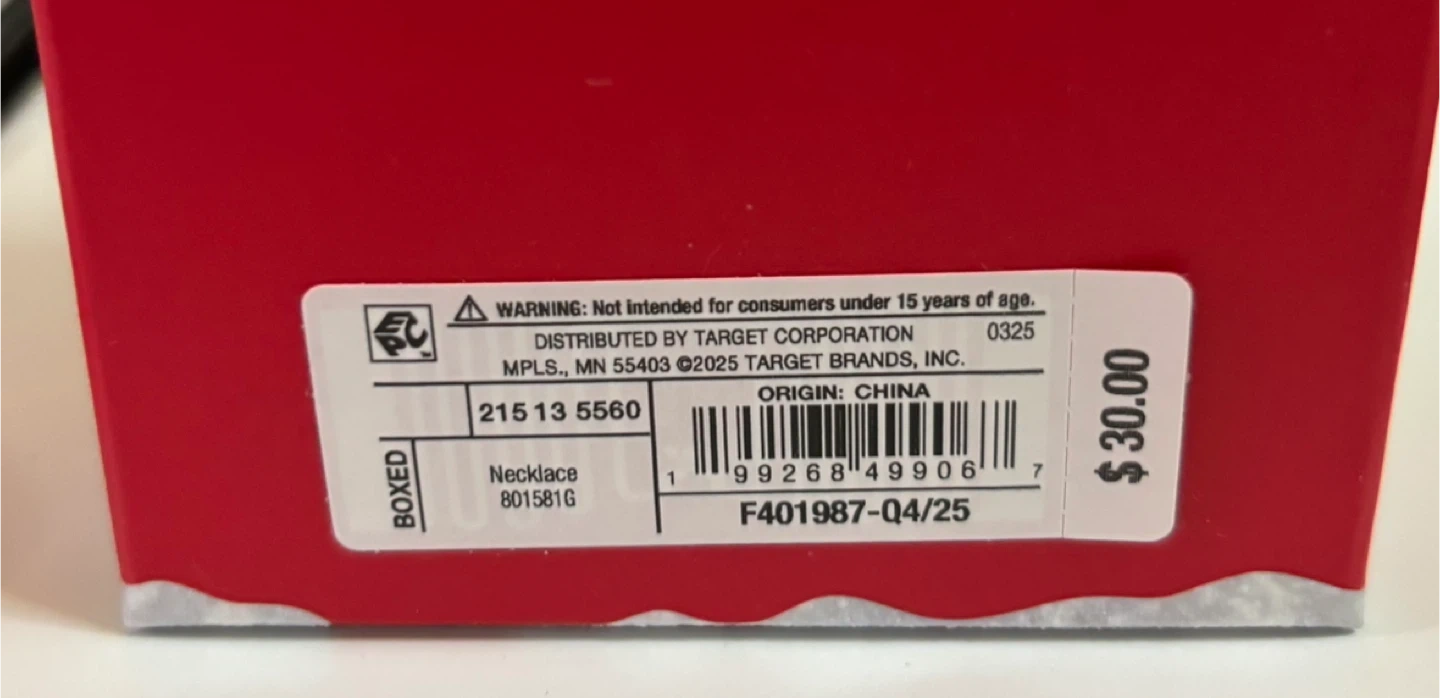 EPC™
⚠ WARNING: Not intended for consumers under 15 years of age.
DISTRIBUTED BY TARGET CORPORATION 0325
MPLS., MN 55403 ©2025 TARGET BRANDS, INC.
215 13 5560
BOXED
Necklace
801581G
ORIGIN: CHINA
1 99268 49906 7
F401987-Q4/25
$ 30.00